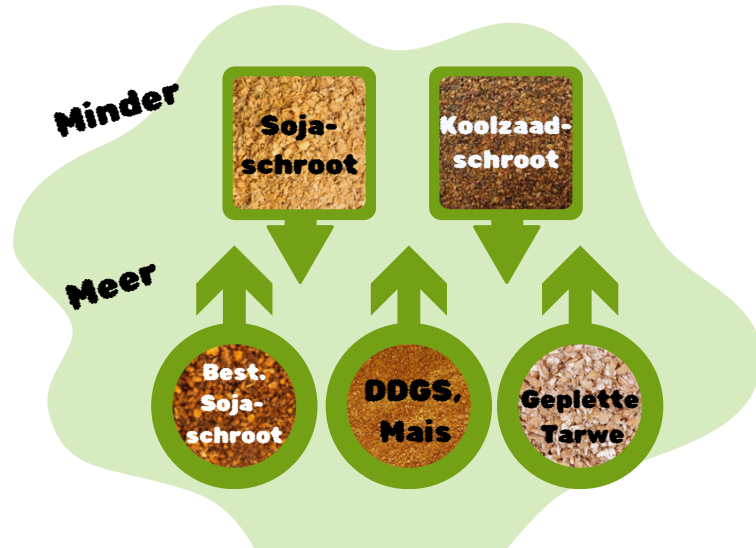 Minder
Soja-
schroot
Koolzaad-
schroot
Meer
Best.
Soja-
schroot
DDGS,
Mais
Geplette
Tarwe